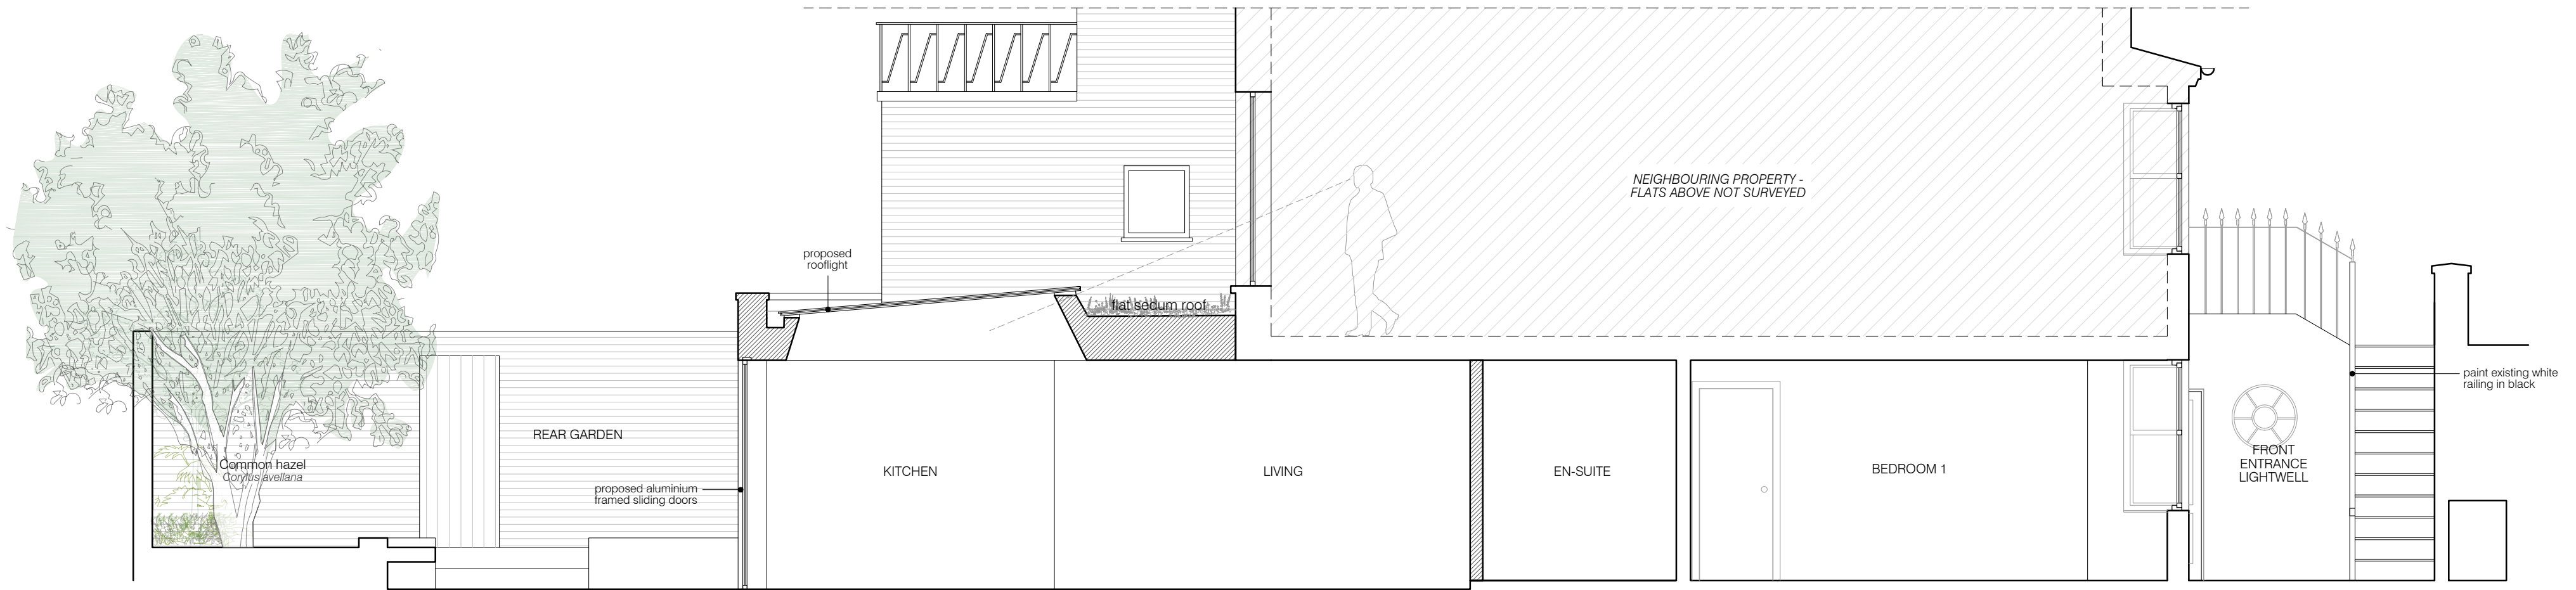 NEIGHBOURING PROPERTY -
FLATS ABOVE NOT SURVEYED
proposed
rooflight
flat sedum roof
paint existing white
railing in black
REAR GARDEN
Common hazel
Corylus avellana
proposed aluminium
framed sliding doors
KITCHEN
LIVING
EN-SUITE
BEDROOM 1
FRONT
ENTRANCE
LIGHTWELL